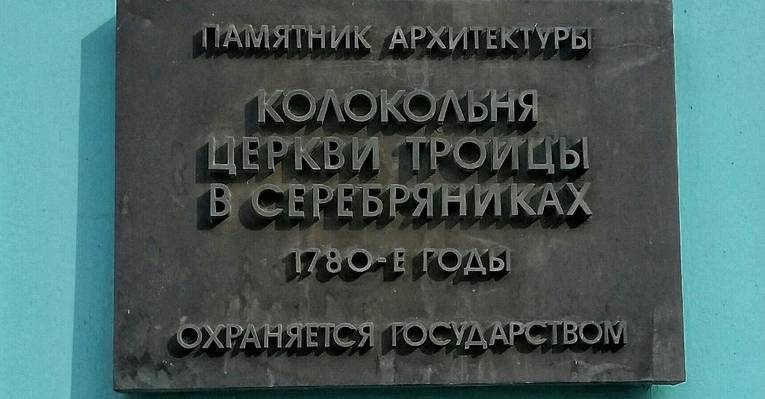 ПАМЯТНИК АРХИТЕКТУРЫ
КОЛОКОЛЬНЯ
ЦЕРКВИ ТРОИЦЫ
В СЕРЕБРЯНИКАХ
1780-Е ГОДЫ
ОХРАНЯЕТСЯ ГОСУДАРСТВОМ